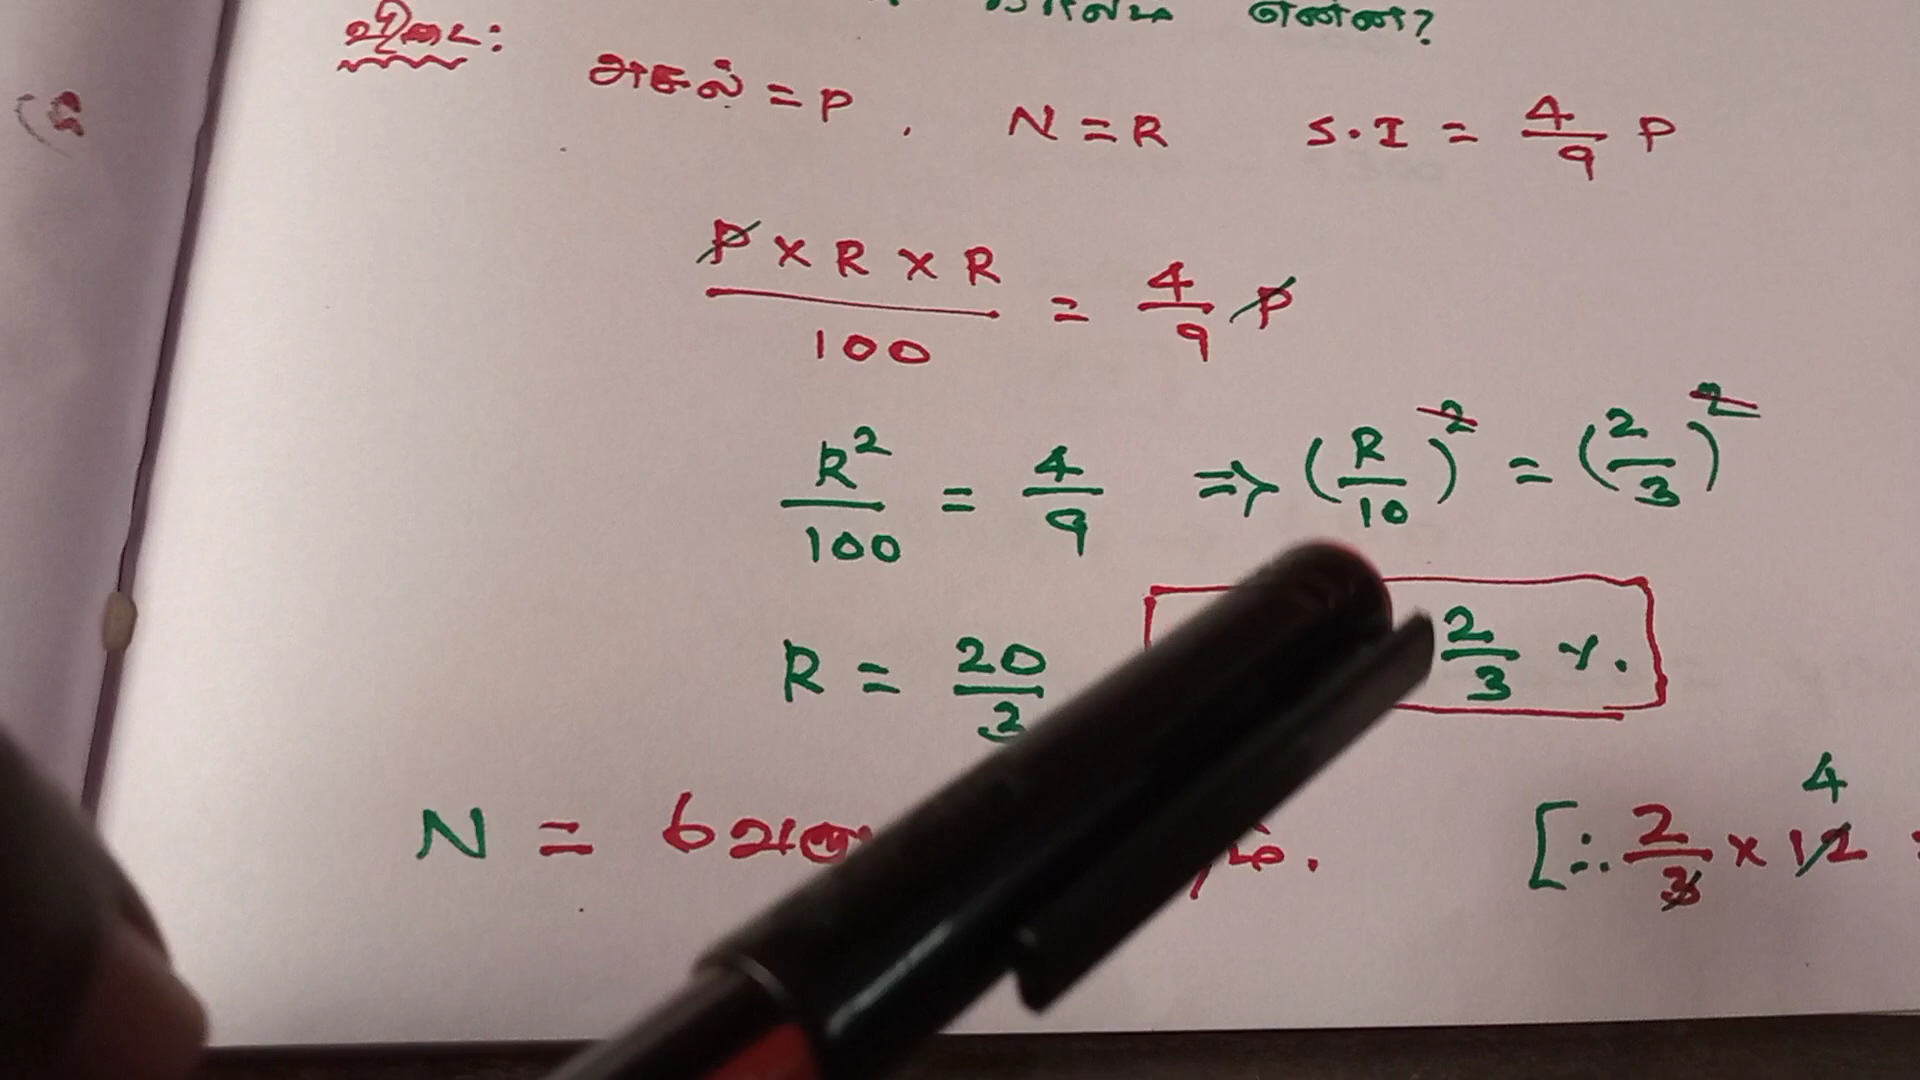 என்ன?
விடை:
அசல் = P, N = R S.I = 4/9 P
P x R x R / 100 = 4/9 P
R² / 100 = 4/9 ⇒ (R/10)² = (2/3)²
R = 20/3 2/3 %.
N = 6
[∴ 2/3 x 12 4